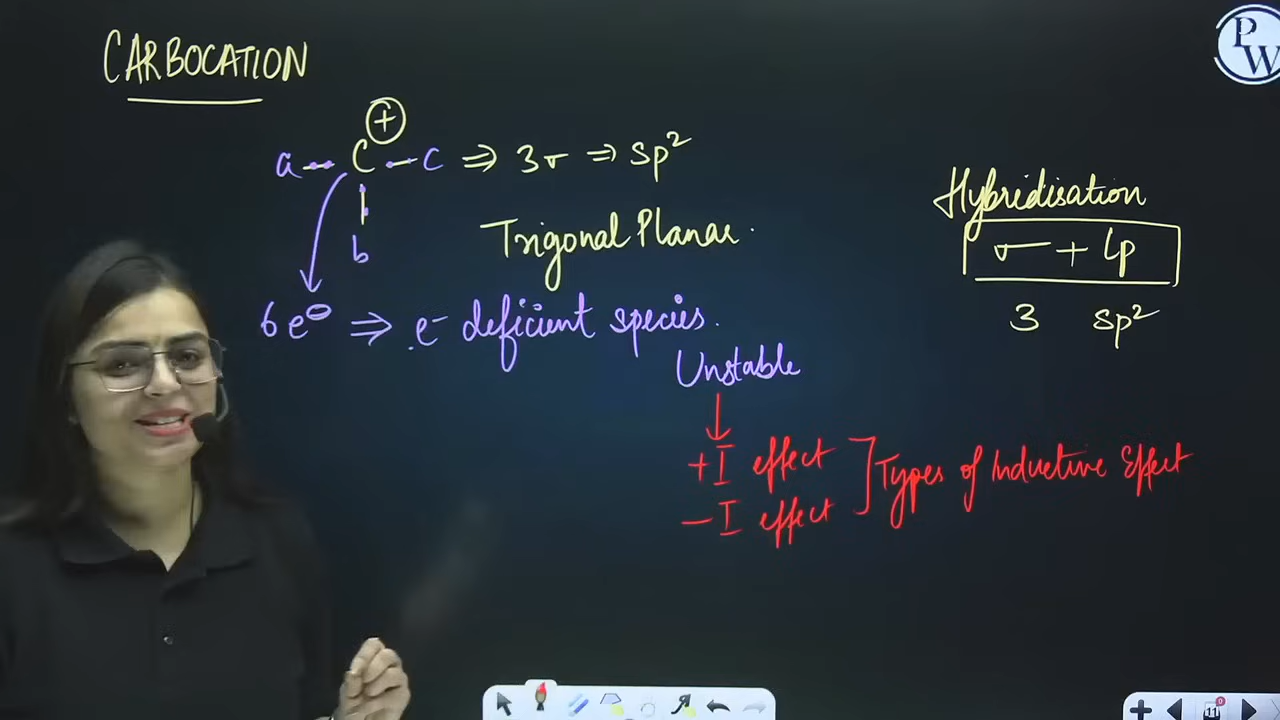 CARBOCATION
PW
a — C⊕ — c ⇒ 3σ ⇒ sp²
b
Trigonal Planar.
6e⊖ ⇒ e⁻ deficient species.
Unstable
↓
+I effect
−I effect
] Types of Inductive Effect
Hybridisation
σ + lp
3 sp²
11